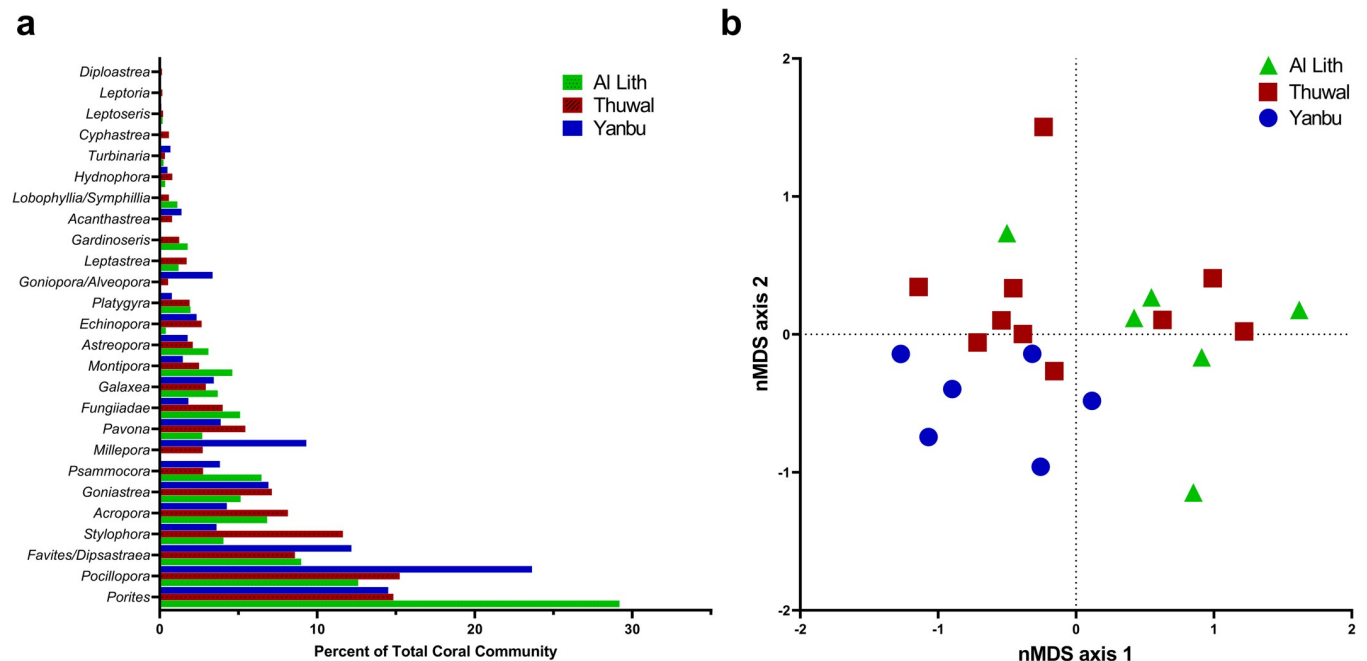 a
Diploastrea
Leptoria
Leptoseris
Cyphastrea
Turbinaria
Hydnophora
Lobophyllia/Symphillia
Acanthastrea
Gardinoseris
Leptastrea
Goniopora/Alveopora
Platygyra
Echinopora
Astreopora
Montipora
Galaxea
Fungiiadae
Pavona
Millepora
Psammocora
Goniastrea
Acropora
Stylophora
Favites/Dipsastraea
Pocillopora
Porites
0 10 20 30
Percent of Total Coral Community
Al Lith
Thuwal
Yanbu
b
2
1
0
-1
-2
nMDS axis 2
-2 -1 0 1 2
nMDS axis 1
Al Lith
Thuwal
Yanbu